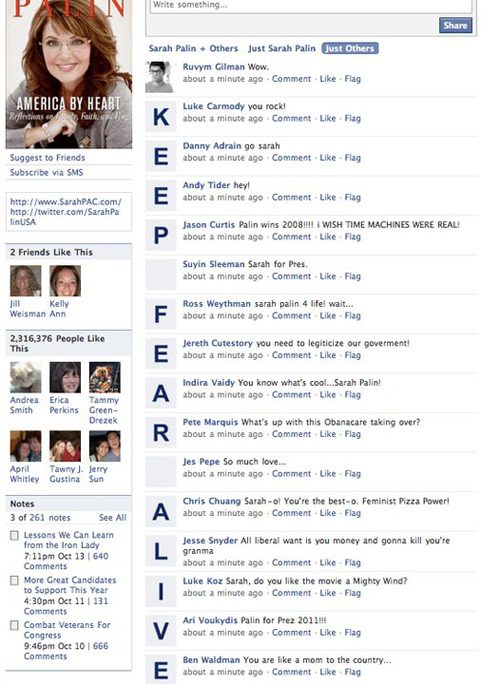 PALIN
AMERICA BY HEART
Reflections on Family, Faith, and Flag
Suggest to Friends
Subscribe via SMS
http://www.SarahPAC.com/
http://twitter.com/SarahPa
linUSA
2 Friends Like This
Jill Weisman
Kelly Ann
2,316,376 People Like
This
Andrea Smith
Erica Perkins
Tammy Green-Drezek
April Whitley
Tawny J. Gustina
Jerry Sun
Notes
3 of 261 notes See All
Lessons We Can Learn
from the Iron Lady
7:11pm Oct 13 | 640
Comments
More Great Candidates
to Support This Year
4:30pm Oct 11 | 131
Comments
Combat Veterans For
Congress
9:46pm Oct 10 | 666
Comments
Write something...
Share
Sarah Palin + Others Just Sarah Palin Just Others
Ruvym Gilman Wow.
about a minute ago · Comment · Like · Flag
K
Luke Carmody you rock!
about a minute ago · Comment · Like · Flag
E
Danny Adrain go sarah
about a minute ago · Comment · Like · Flag
E
Andy Tider hey!
about a minute ago · Comment · Like · Flag
P
Jason Curtis Palin wins 2008!!!! i WISH TIME MACHINES WERE REAL!
about a minute ago · Comment · Like · Flag
Suyin Sleeman Sarah for Pres.
about a minute ago · Comment · Like · Flag
F
Ross Weythman sarah palin 4 life! wait...
about a minute ago · Comment · Like · Flag
E
Jereth Cutestory you need to legiticize our goverment!
about a minute ago · Comment · Like · Flag
A
Indira Vaidy You know what's cool...Sarah Palin!
about a minute ago · Comment · Like · Flag
R
Pete Marquis What's up with this Obanacare taking over?
about a minute ago · Comment · Like · Flag
Jes Pepe So much love...
about a minute ago · Comment · Like · Flag
A
Chris Chuang Sarah-o! You're the best-o. Feminist Pizza Power!
about a minute ago · Comment · Like · Flag
L
Jesse Snyder All liberal want is you money and gonna kill you're
granma
about a minute ago · Comment · Like · Flag
I
Luke Koz Sarah, do you like the movie a Mighty Wind?
about a minute ago · Comment · Like · Flag
V
Ari Voukydis Palin for Prez 2011!!!
about a minute ago · Comment · Like · Flag
E
Ben Waldman You are like a mom to the country...
about a minute ago · Comment · Like · Flag